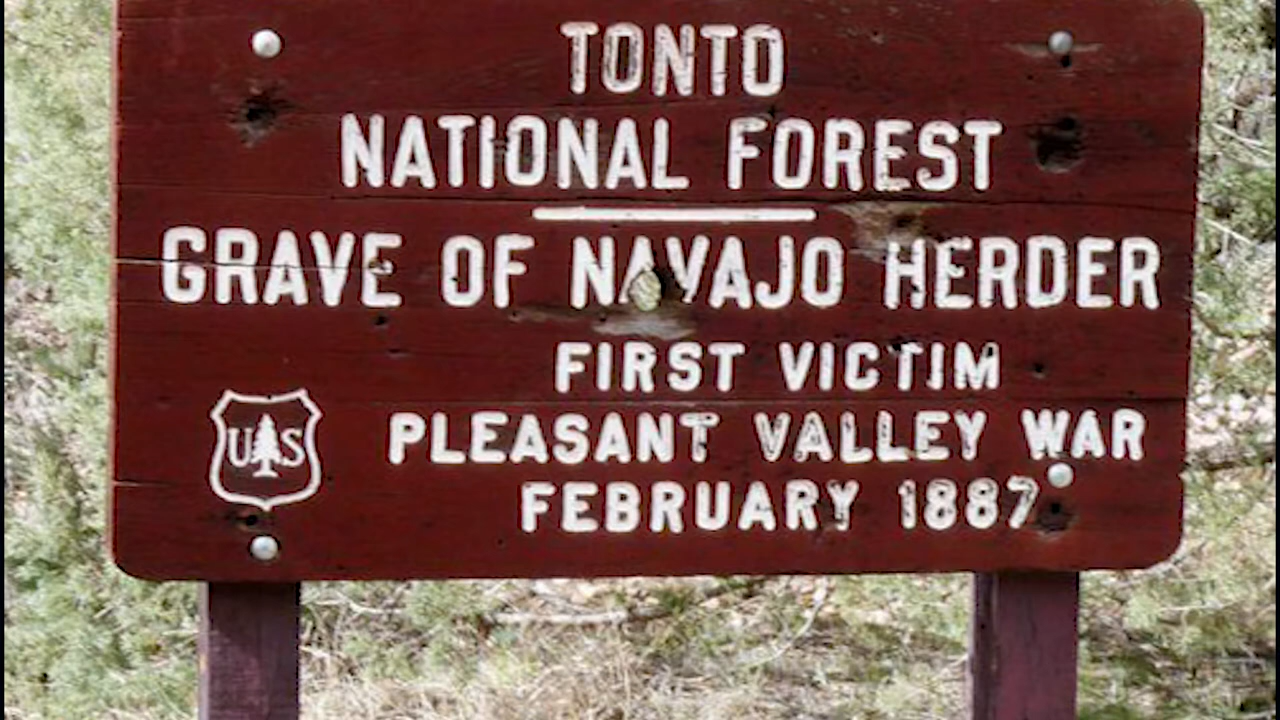 TONTO
NATIONAL FOREST
GRAVE OF NAVAJO HERDER
FIRST VICTIM
PLEASANT VALLEY WAR
FEBRUARY 1887
US